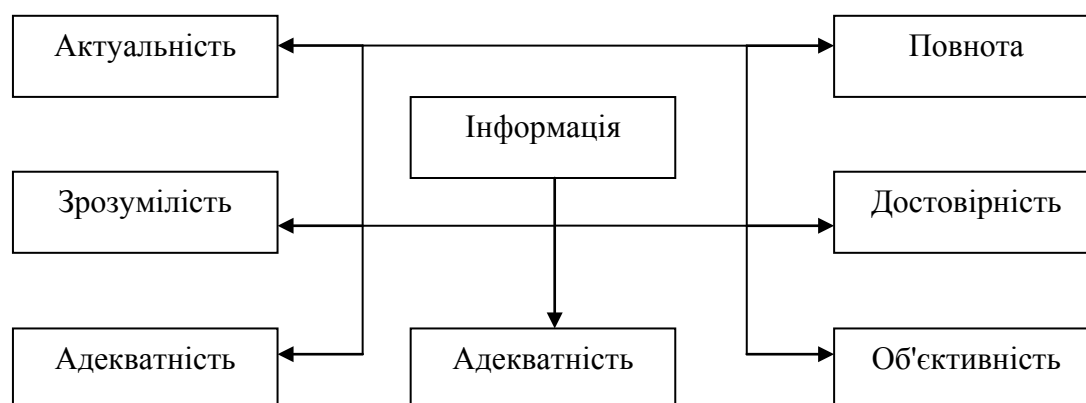 Актуальність
Повнота
Інформація
Зрозумілість
Достовірність
Адекватність
Адекватність
Об'єктивність